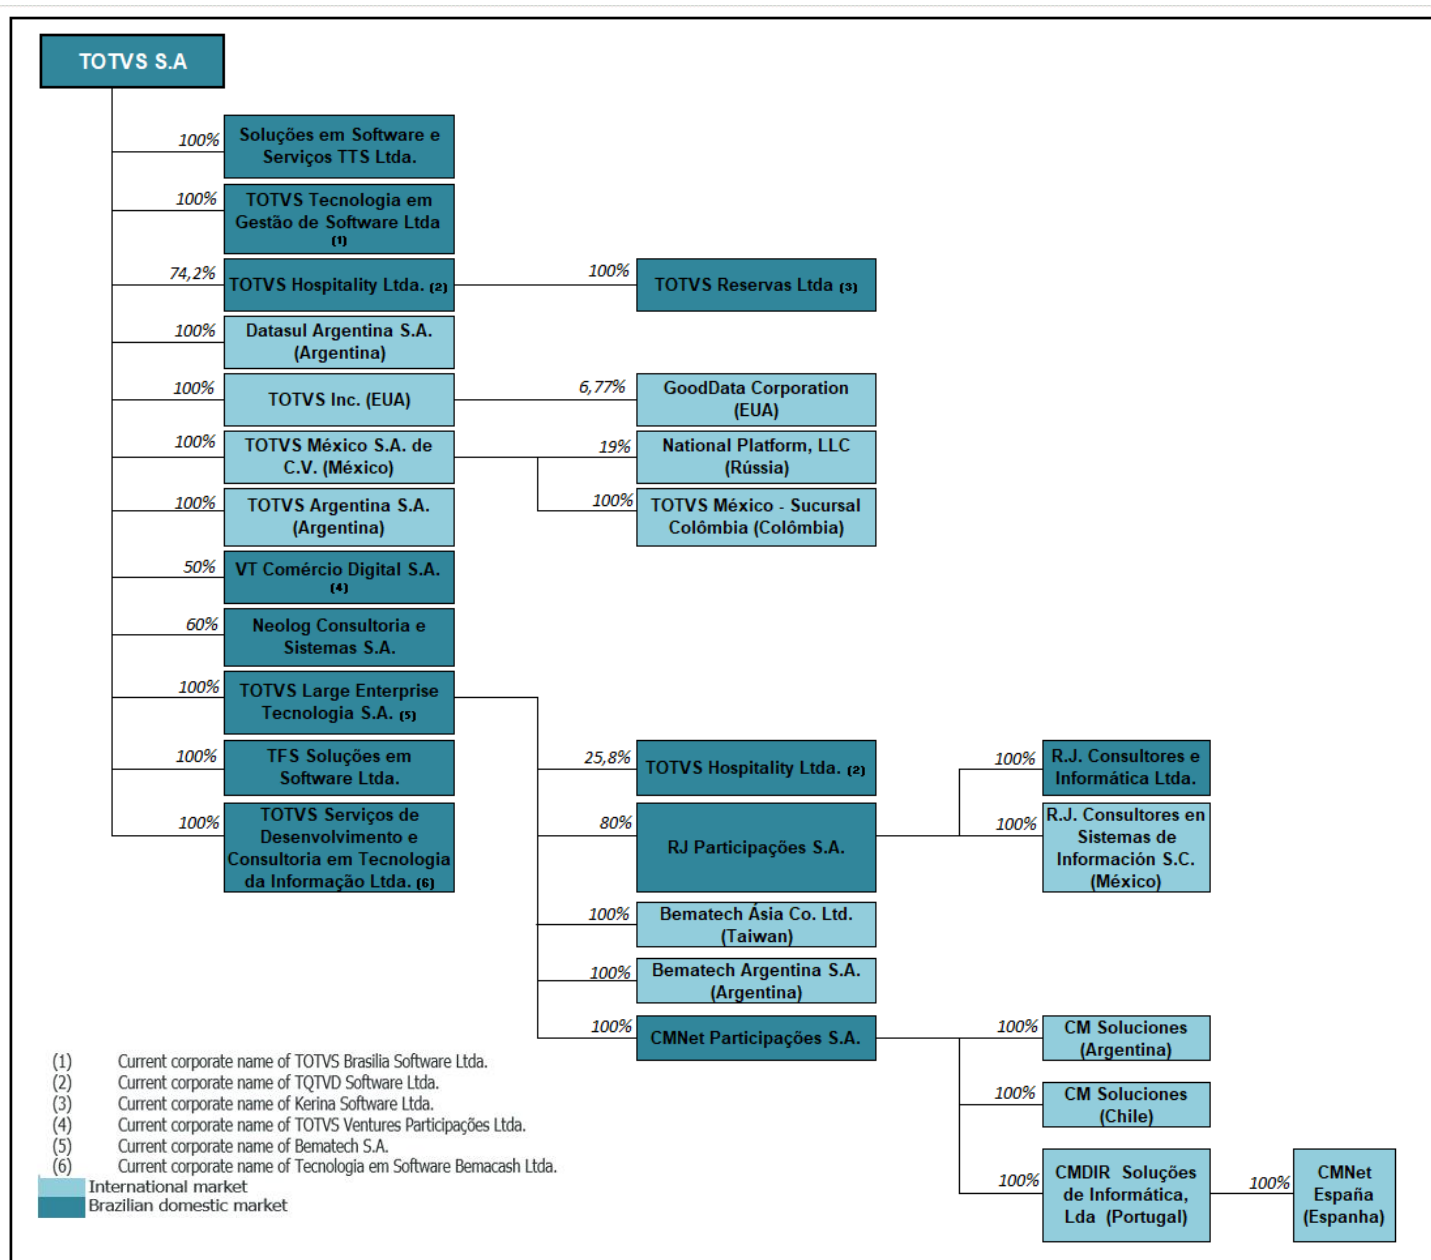 TOTVS S.A
100%
Soluções em Software e
Serviços TTS Ltda.
100%
TOTVS Tecnologia em
Gestão de Software Ltda
(1)
74,2%
TOTVS Hospitality Ltda. (2)
100%
TOTVS Reservas Ltda (3)
100%
Datasul Argentina S.A.
(Argentina)
100%
TOTVS Inc. (EUA)
6,77%
GoodData Corporation
(EUA)
100%
TOTVS México S.A. de
C.V. (México)
19%
National Platform, LLC
(Rússia)
100%
TOTVS México - Sucursal
Colômbia (Colômbia)
100%
TOTVS Argentina S.A.
(Argentina)
50%
VT Comércio Digital S.A.
(4)
60%
Neolog Consultoria e
Sistemas S.A.
100%
TOTVS Large Enterprise
Tecnologia S.A. (5)
100%
TFS Soluções em
Software Ltda.
100%
TOTVS Serviços de
Desenvolvimento e
Consultoria em Tecnologia
da Informação Ltda. (6)
25,8%
TOTVS Hospitality Ltda. (2)
80%
RJ Participações S.A.
100%
R.J. Consultores e
Informática Ltda.
100%
R.J. Consultores en
Sistemas de
Información S.C.
(México)
100%
Bematech Ásia Co. Ltd.
(Taiwan)
100%
Bematech Argentina S.A.
(Argentina)
100%
CMNet Participações S.A.
100%
CM Soluciones
(Argentina)
100%
CM Soluciones
(Chile)
100%
CMDIR Soluções
de Informática,
Lda (Portugal)
100%
CMNet
España
(Espanha)
(1) Current corporate name of TOTVS Brasilia Software Ltda.
(2) Current corporate name of TQTVD Software Ltda.
(3) Current corporate name of Kerina Software Ltda.
(4) Current corporate name of TOTVS Ventures Participações Ltda.
(5) Current corporate name of Bematech S.A.
(6) Current corporate name of Tecnologia em Software Bemacash Ltda.
International market
Brazilian domestic market